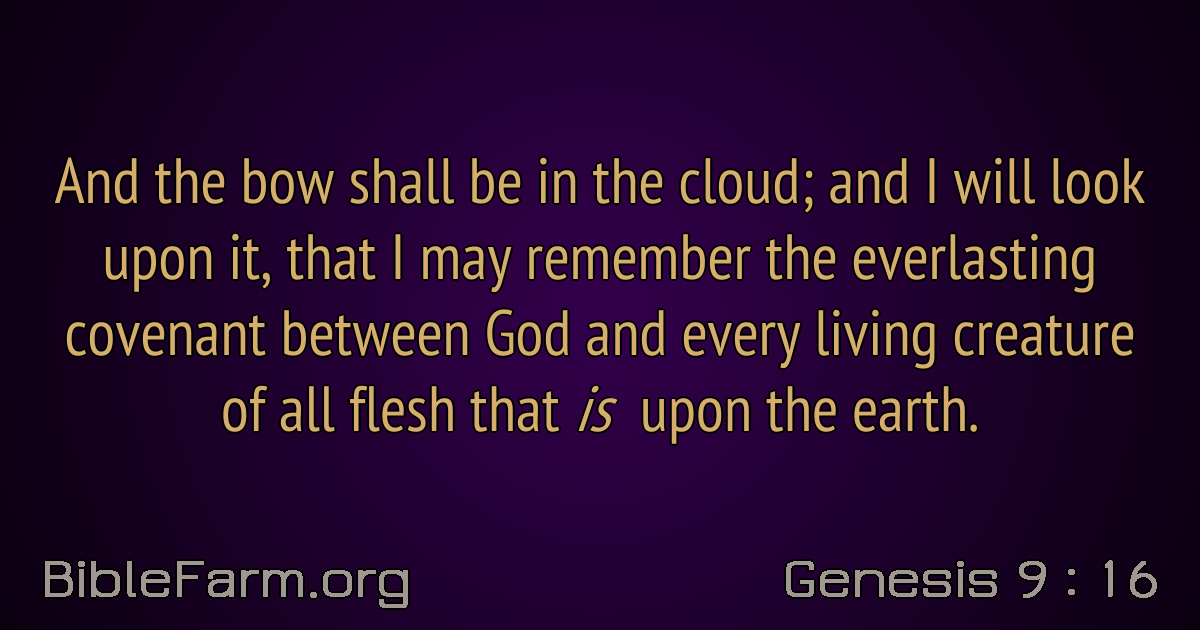 And the bow shall be in the cloud; and I will look
upon it, that I may remember the everlasting
covenant between God and every living creature
of all flesh that is upon the earth.
BibleFarm.org
Genesis 9 : 16